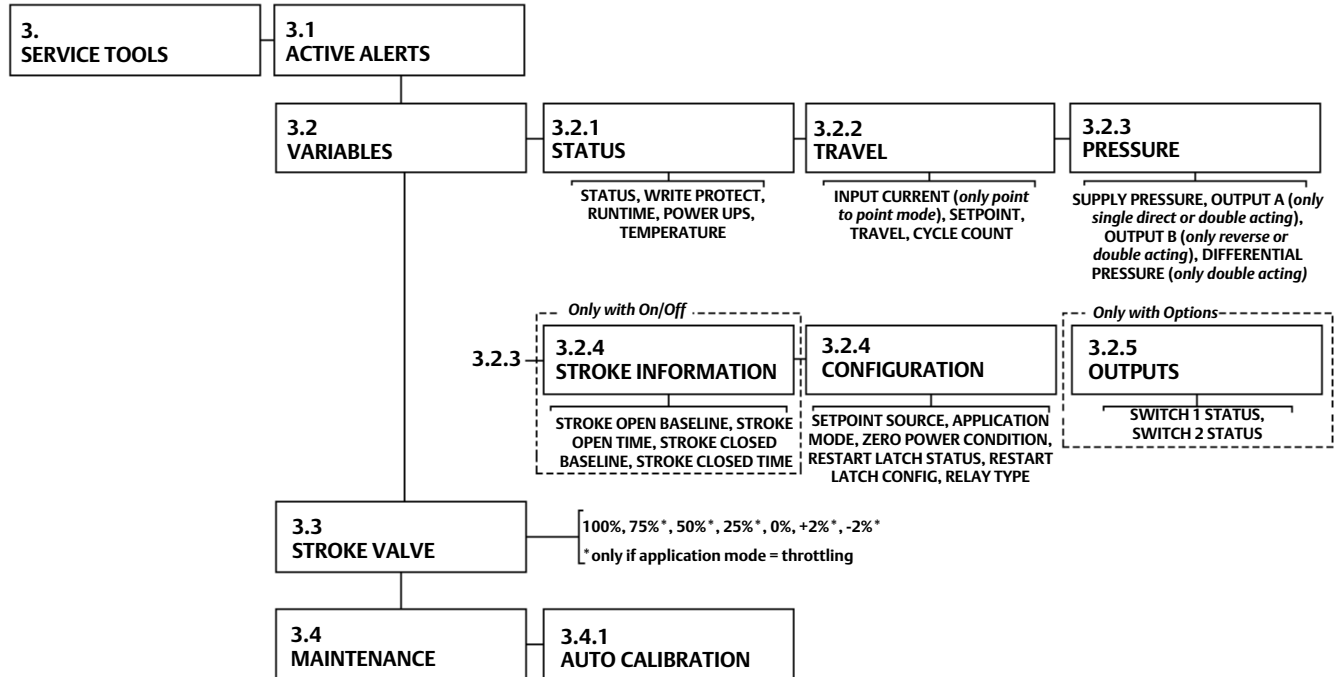 3.
SERVICE TOOLS
3.1
ACTIVE ALERTS
3.2
VARIABLES
3.2.1
STATUS
3.2.2
TRAVEL
3.2.3
PRESSURE
STATUS, WRITE PROTECT,
RUNTIME, POWER UPS,
TEMPERATURE
INPUT CURRENT (only point
to point mode), SETPOINT,
TRAVEL, CYCLE COUNT
SUPPLY PRESSURE, OUTPUT A (only
single direct or double acting),
OUTPUT B (only reverse or
double acting), DIFFERENTIAL
PRESSURE (only double acting)
Only with On/Off
Only with Options
3.2.3
3.2.4
STROKE INFORMATION
3.2.4
CONFIGURATION
3.2.5
OUTPUTS
STROKE OPEN BASELINE, STROKE
OPEN TIME, STROKE CLOSED
BASELINE, STROKE CLOSED TIME
SETPOINT SOURCE, APPLICATION
MODE, ZERO POWER CONDITION,
RESTART LATCH STATUS, RESTART
LATCH CONFIG, RELAY TYPE
SWITCH 1 STATUS,
SWITCH 2 STATUS
3.3
STROKE VALVE
100%, 75%*, 50%*, 25%*, 0%, +2%*, -2%*
*only if application mode = throttling
3.4
MAINTENANCE
3.4.1
AUTO CALIBRATION